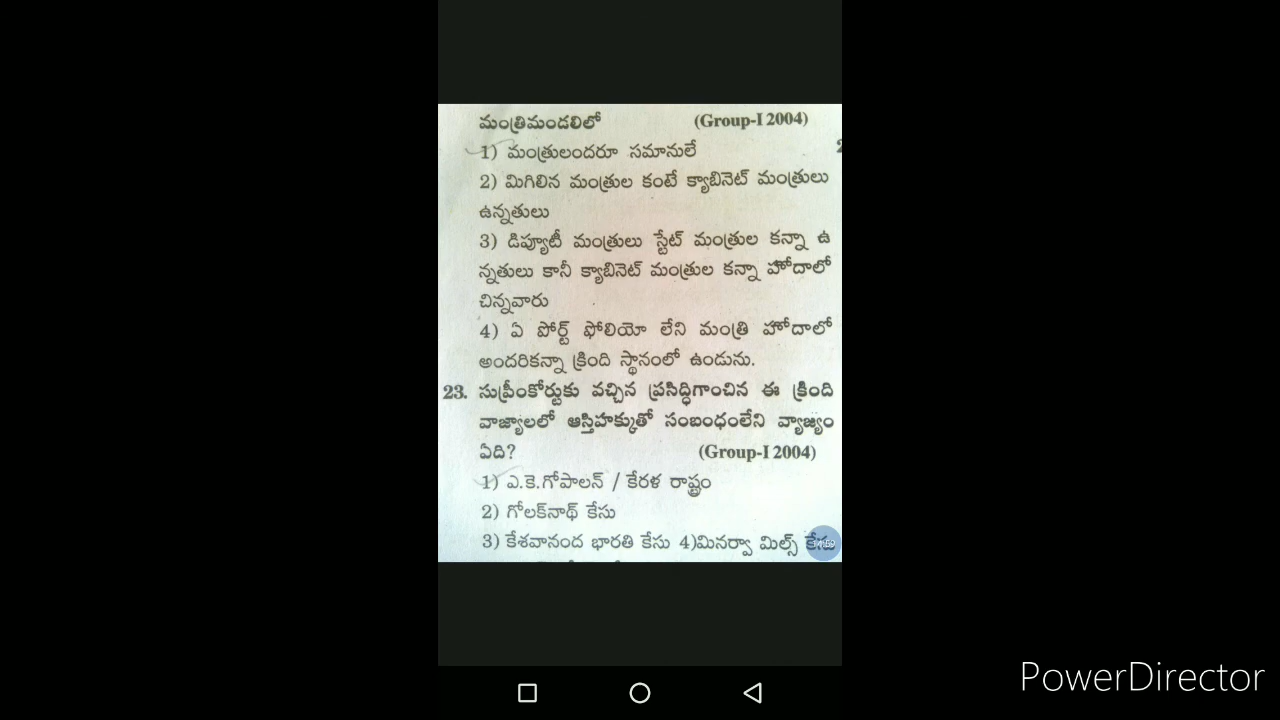 మంత్రిమండలిలో (Group-I 2004)
1) మంత్రులందరూ సమానులే
2) మిగిలిన మంత్రుల కంటే క్యాబినెట్ మంత్రులు
ఉన్నతులు
3) డిప్యూటీ మంత్రులు స్టేట్ మంత్రుల కన్నా ఉ
న్నతులు కానీ క్యాబినెట్ మంత్రుల కన్నా హోదాలో
చిన్నవారు
4) ఏ పోర్ట్ ఫోలియో లేని మంత్రి హోదాలో
అందరికన్నా క్రింది స్థానంలో ఉండును.
23. సుప్రీంకోర్టుకు వచ్చిన ప్రసిద్ధిగాంచిన ఈ క్రింది
వాజ్యాలలో ఆస్తిహక్కుతో సంబంధంలేని వ్యాజ్యం
ఏది? (Group-I 2004)
1) ఎ.కె.గోపాలన్ / కేరళ రాష్ట్రం
2) గోలక్‌నాథ్ కేసు
3) కేశవానంద భారతి కేసు 4)మినర్వా మిల్స్ కేసు
PowerDirector